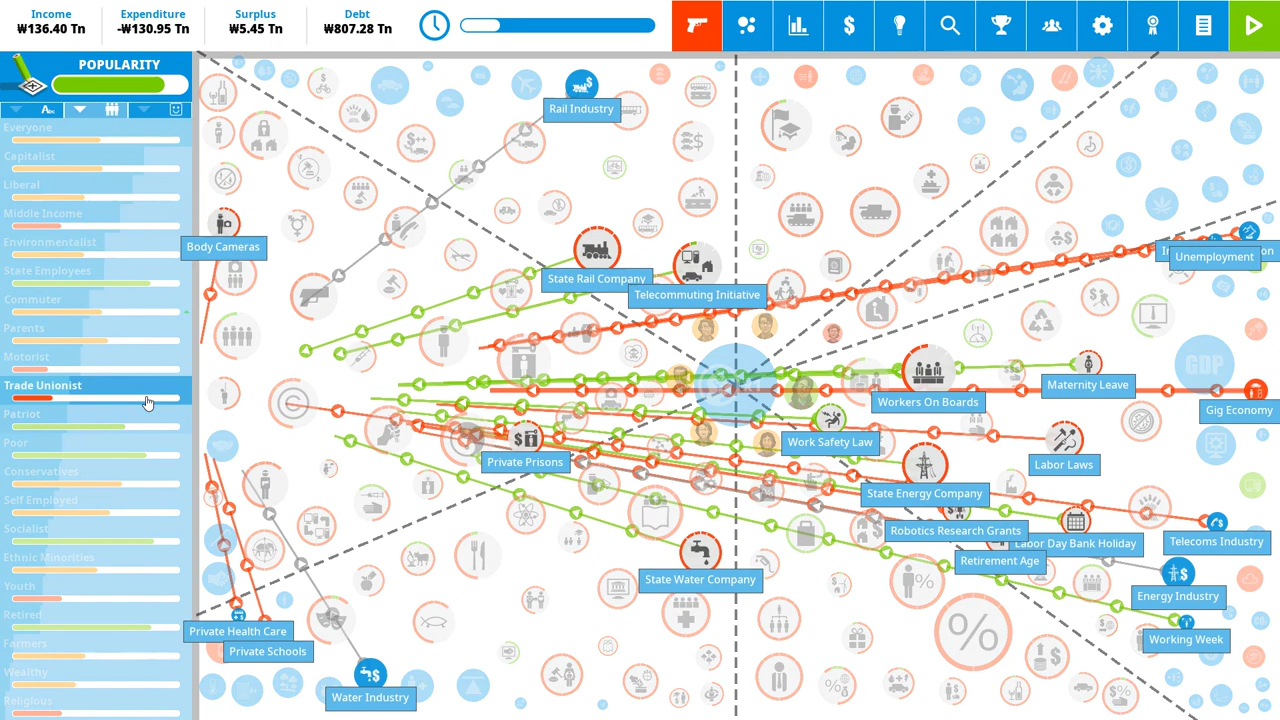 Income
₩136.40 Tn
Expenditure
-₩130.95 Tn
Surplus
₩5.45 Tn
Debt
₩807.28 Tn
POPULARITY
Everyone
Capitalist
Liberal
Middle Income
Environmentalist
State Employees
Commuter
Parents
Motorist
Trade Unionist
Patriot
Poor
Conservatives
Self Employed
Socialist
Ethnic Minorities
Youth
Retired
Farmers
Wealthy
Religious
Rail Industry
Body Cameras
State Rail Company
Telecommuting Initiative
Unemployment
Maternity Leave
Workers On Boards
Gig Economy
Work Safety Law
Private Prisons
Labor Laws
State Energy Company
Robotics Research Grants
Labor Day Bank Holiday
Telecoms Industry
Retirement Age
State Water Company
Energy Industry
Private Health Care
Private Schools
Working Week
Water Industry
GDP